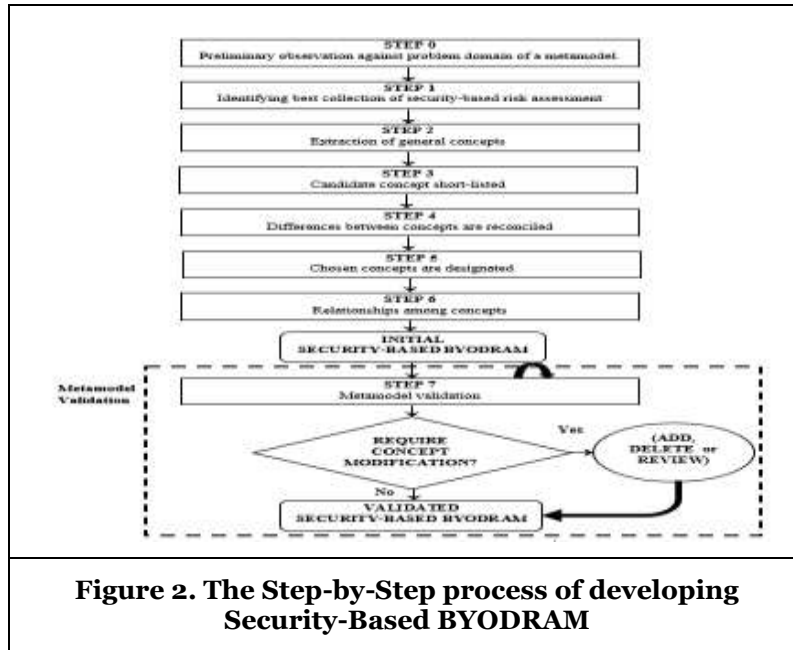 STEP 0
Preliminary observation against problem domain of a metamodel.
STEP 1
Identifying best collection of security-based risk assessment
STEP 2
Extraction of general concepts
STEP 3
Candidate concept short-listed
STEP 4
Differences between concepts are reconciled
STEP 5
Chosen concepts are designated
STEP 6
Relationships among concepts
INITIAL
SECURITY-BASED BYODRAM
Metamodel
Validation
STEP 7
Metamodel validation
REQUIRE
CONCEPT
MODIFICATION?
Yes
(ADD,
DELETE or
REVIEW)
No
VALIDATED
SECURITY-BASED BYODRAM
Figure 2. The Step-by-Step process of developing
Security-Based BYODRAM